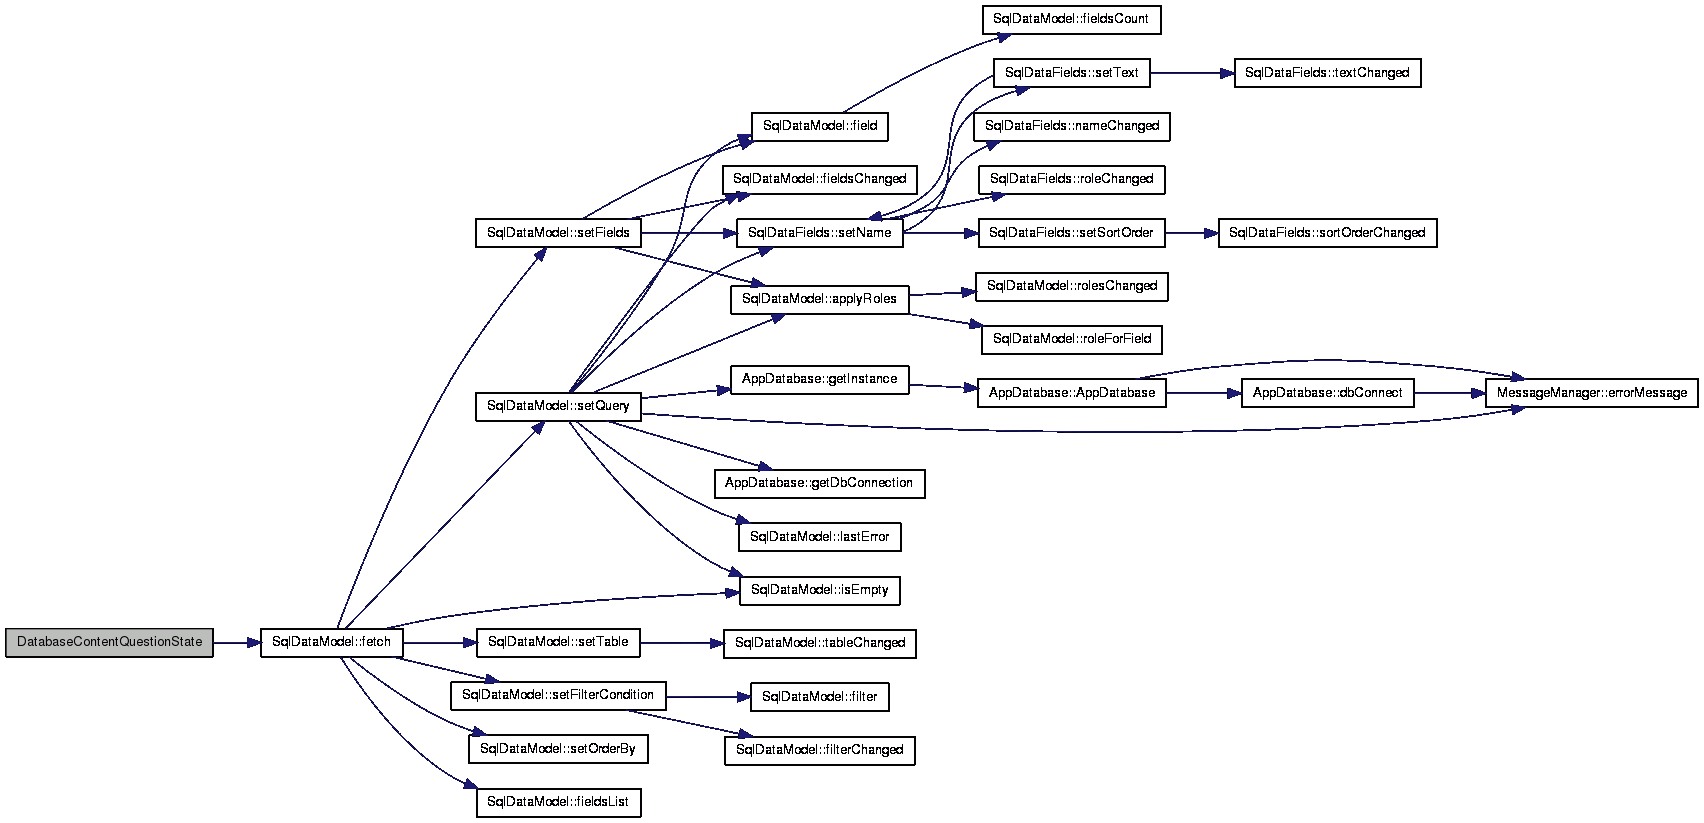 SqlDataModel::fieldsCount
SqlDataFields::setText
SqlDataFields::textChanged
SqlDataModel::field
SqlDataFields::nameChanged
SqlDataModel::fieldsChanged
SqlDataFields::roleChanged
SqlDataModel::setFields
SqlDataFields::setName
SqlDataFields::setSortOrder
SqlDataFields::sortOrderChanged
SqlDataModel::applyRoles
SqlDataModel::rolesChanged
SqlDataModel::roleForField
AppDatabase::getInstance
AppDatabase::AppDatabase
AppDatabase::dbConnect
MessageManager::errorMessage
SqlDataModel::setQuery
AppDatabase::getDbConnection
SqlDataModel::lastError
SqlDataModel::isEmpty
DatabaseContentQuestionState
SqlDataModel::fetch
SqlDataModel::setTable
SqlDataModel::tableChanged
SqlDataModel::setFilterCondition
SqlDataModel::filter
SqlDataModel::setOrderBy
SqlDataModel::filterChanged
SqlDataModel::fieldsList